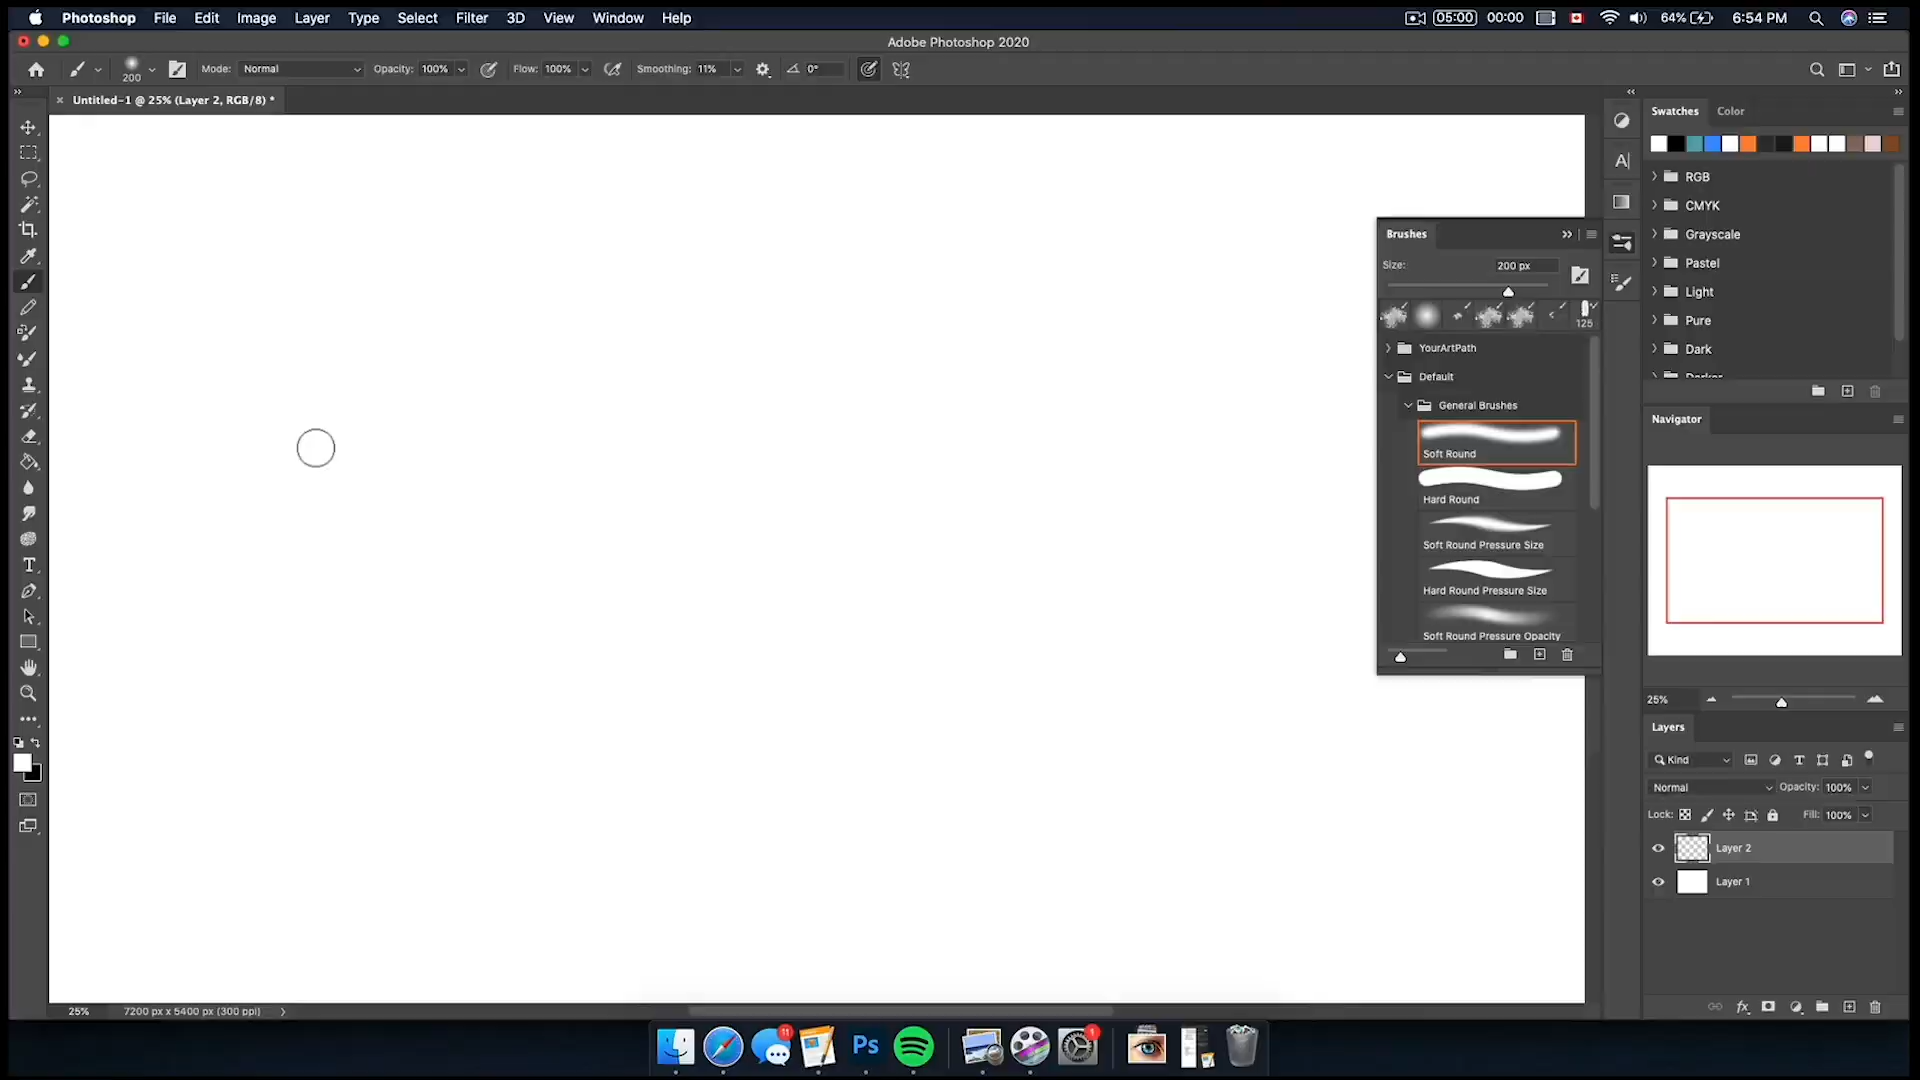 Photoshop File Edit Image Layer Type Select Filter 3D View Window Help 05:00 00:00 64% 6:54 PM
Adobe Photoshop 2020
200 Mode: Normal Opacity: 100% Flow: 100% Smoothing: 11% 0°
Untitled-1 @ 25% (Layer 2, RGB/8) *
Swatches Color
RGB
CMYK
Grayscale
Pastel
Light
Pure
Dark
Darker
Brushes
Size: 200 px
125
YourArtPath
Default
General Brushes
Soft Round
Hard Round
Soft Round Pressure Size
Hard Round Pressure Size
Soft Round Pressure Opacity
Navigator
25%
Layers
Kind
Normal Opacity: 100%
Lock: Fill: 100%
Layer 2
Layer 1
25% 7200 px x 5400 px (300 ppi)
11
Ps
1